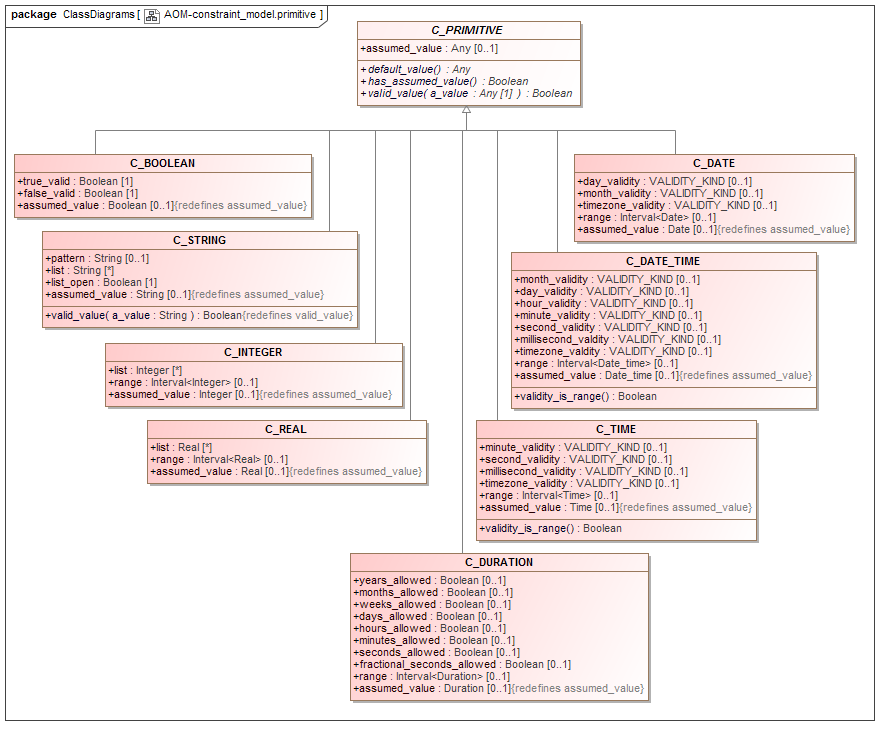 package ClassDiagrams [ AOM-constraint_model.primitive ]
C_PRIMITIVE
+assumed_value : Any [0..1]
+default_value() : Any
+has_assumed_value() : Boolean
+valid_value( a_value : Any [1] ) : Boolean
C_BOOLEAN
+true_valid : Boolean [1]
+false_valid : Boolean [1]
+assumed_value : Boolean [0..1]{redefines assumed_value}
C_DATE
+day_validity : VALIDITY_KIND [0..1]
+month_validity : VALIDITY_KIND [0..1]
+timezone_validity : VALIDITY_KIND [0..1]
+range : Interval<Date> [0..1]
+assumed_value : Date [0..1]{redefines assumed_value}
C_STRING
+pattern : String [0..1]
+list : String [*]
+list_open : Boolean [1]
+assumed_value : String [0..1]{redefines assumed_value}
+valid_value( a_value : String ) : Boolean{redefines valid_value}
C_DATE_TIME
+month_validity : VALIDITY_KIND [0..1]
+day_validity : VALIDITY_KIND [0..1]
+hour_validity : VALIDITY_KIND [0..1]
+minute_validity : VALIDITY_KIND [0..1]
+second_validity : VALIDITY_KIND [0..1]
+millisecond_valdity : VALIDITY_KIND [0..1]
+timezone_valdity : VALIDITY_KIND [0..1]
+range : Interval<Date_time> [0..1]
+assumed_value : Date_time [0..1]{redefines assumed_value}
+validity_is_range() : Boolean
C_INTEGER
+list : Integer [*]
+range : Interval<Integer> [0..1]
+assumed_value : Integer [0..1]{redefines assumed_value}
C_REAL
+list : Real [*]
+range : Interval<Real> [0..1]
+assumed_value : Real [0..1]{redefines assumed_value}
C_TIME
+minute_validity : VALIDITY_KIND [0..1]
+second_validity : VALIDITY_KIND [0..1]
+millisecond_validity : VALIDITY_KIND [0..1]
+timezone_validity : VALIDITY_KIND [0..1]
+range : Interval<Time> [0..1]
+assumed_value : Time [0..1]{redefines assumed_value}
+validity_is_range() : Boolean
C_DURATION
+years_allowed : Boolean [0..1]
+months_allowed : Boolean [0..1]
+weeks_allowed : Boolean [0..1]
+days_allowed : Boolean [0..1]
+hours_allowed : Boolean [0..1]
+minutes_allowed : Boolean [0..1]
+seconds_allowed : Boolean [0..1]
+fractional_seconds_allowed : Boolean [0..1]
+range : Interval<Duration> [0..1]
+assumed_value : Duration [0..1]{redefines assumed_value}